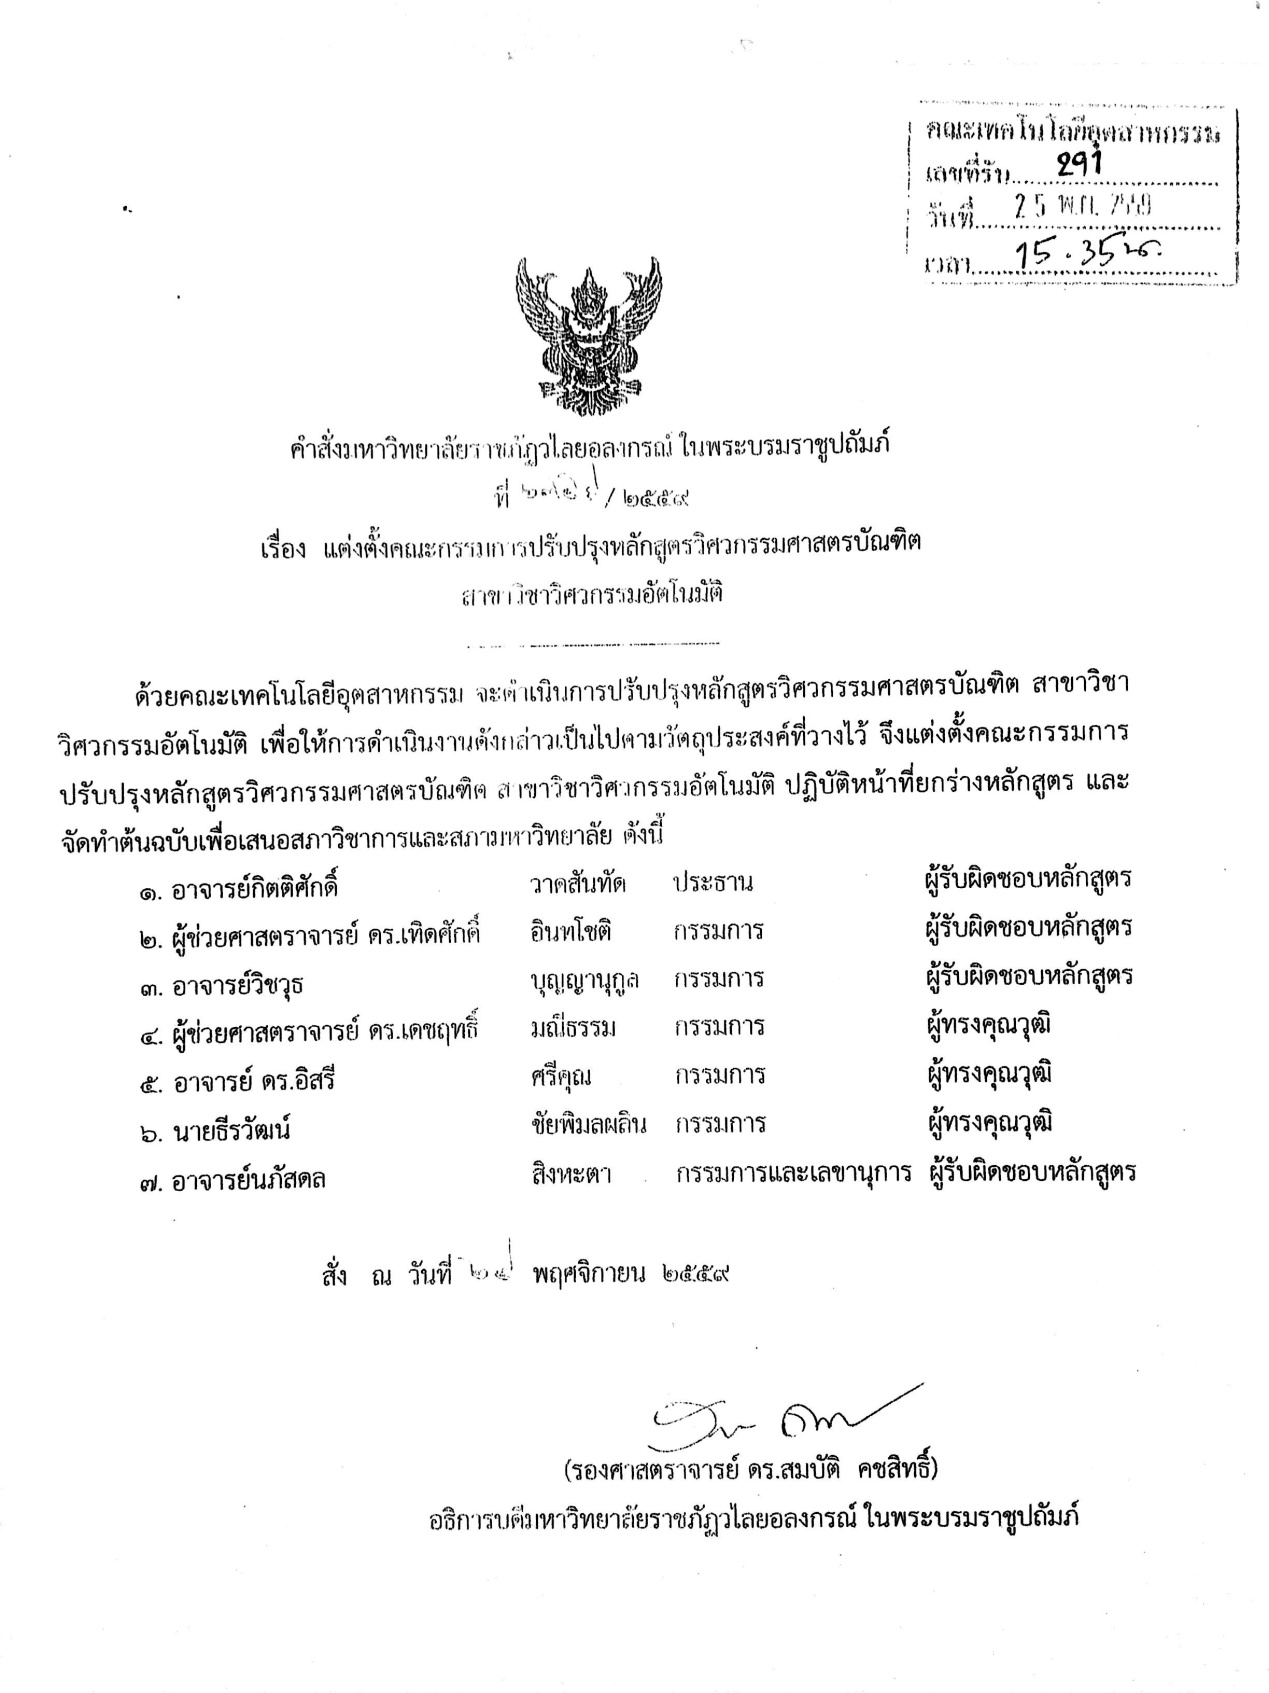 คณะเทคโนโลยีอุตสาหกรรม
เลขที่รับ 291
วันที่ 25 พ.ย. 2559
เวลา 15.35 น.
คำสั่งมหาวิทยาลัยราชภัฏวไลยอลงกรณ์ ในพระบรมราชูปถัมภ์
ที่ / ๒๕๕๙
เรื่อง แต่งตั้งคณะกรรมการปรับปรุงหลักสูตรวิศวกรรมศาสตรบัณฑิต
สาขาวิชาวิศวกรรมอัตโนมัติ
ด้วยคณะเทคโนโลยีอุตสาหกรรม จะดำเนินการปรับปรุงหลักสูตรวิศวกรรมศาสตรบัณฑิต สาขาวิชา
วิศวกรรมอัตโนมัติ เพื่อให้การดำเนินงานดังกล่าวเป็นไปตามวัตถุประสงค์ที่วางไว้ จึงแต่งตั้งคณะกรรมการ
ปรับปรุงหลักสูตรวิศวกรรมศาสตรบัณฑิต สาขาวิชาวิศวกรรมอัตโนมัติ ปฏิบัติหน้าที่ยกร่างหลักสูตร และ
จัดทำต้นฉบับเพื่อเสนอสภาวิชาการและสภามหาวิทยาลัย ดังนี้
๑. อาจารย์กิตติศักดิ์ วาดสันทัด ประธาน ผู้รับผิดชอบหลักสูตร
๒. ผู้ช่วยศาสตราจารย์ ดร.เทิดศักดิ์ อินทโชติ กรรมการ ผู้รับผิดชอบหลักสูตร
๓. อาจารย์วิชวุธ บุญญานุกูล กรรมการ ผู้รับผิดชอบหลักสูตร
๔. ผู้ช่วยศาสตราจารย์ ดร.เดชฤทธิ์ มณีธรรม กรรมการ ผู้ทรงคุณวุฒิ
๕. อาจารย์ ดร.อิสรี ศรีคุณ กรรมการ ผู้ทรงคุณวุฒิ
๖. นายธีรวัฒน์ ชัยพิมลผลิน กรรมการ ผู้ทรงคุณวุฒิ
๗. อาจารย์นภัสดล สิงหะตา กรรมการและเลขานุการ ผู้รับผิดชอบหลักสูตร
สั่ง ณ วันที่ ๒๔ พฤศจิกายน ๒๕๕๙
(รองศาสตราจารย์ ดร.สมบัติ คชสิทธิ์)
อธิการบดีมหาวิทยาลัยราชภัฏวไลยอลงกรณ์ ในพระบรมราชูปถัมภ์